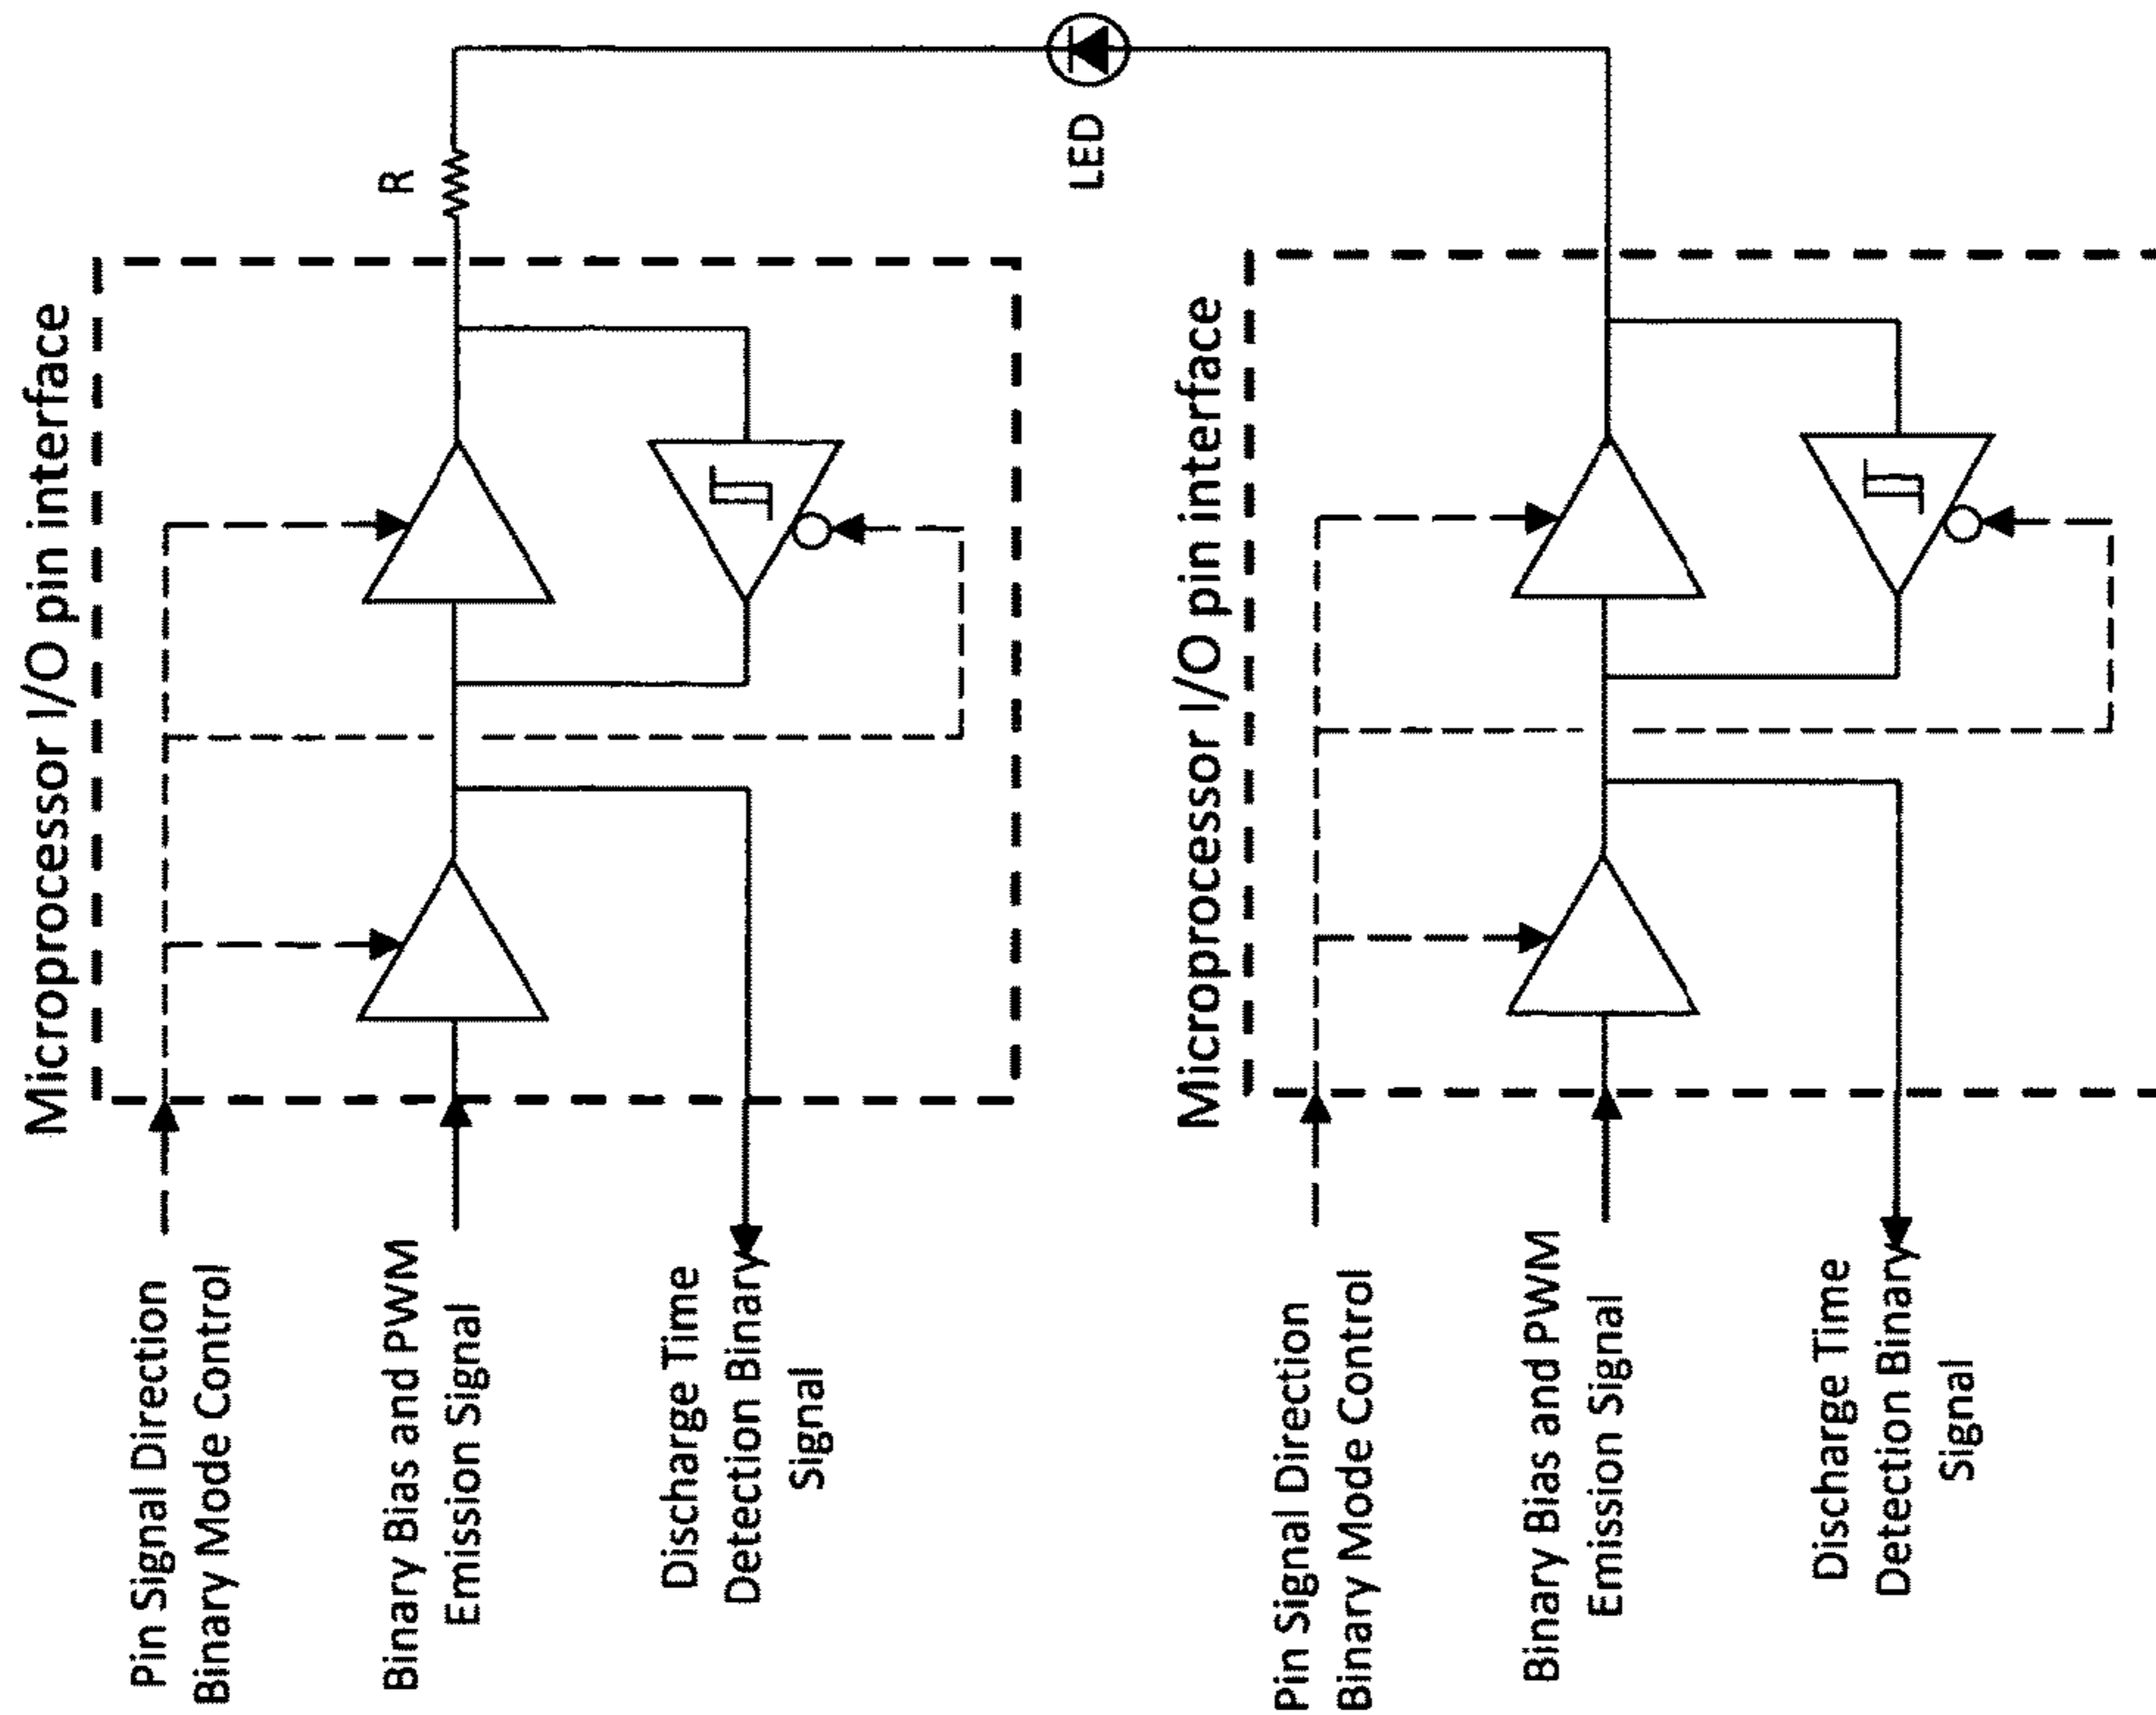 Microprocessor I/O pin interface
Pin Signal Direction
Binary Mode Control
Binary Bias and PWM
Emission Signal
Discharge Time
Detection Binary
Signal
R
LED
Microprocessor I/O pin interface
Pin Signal Direction
Binary Mode Control
Binary Bias and PWM
Emission Signal
Discharge Time
Detection Binary
Signal